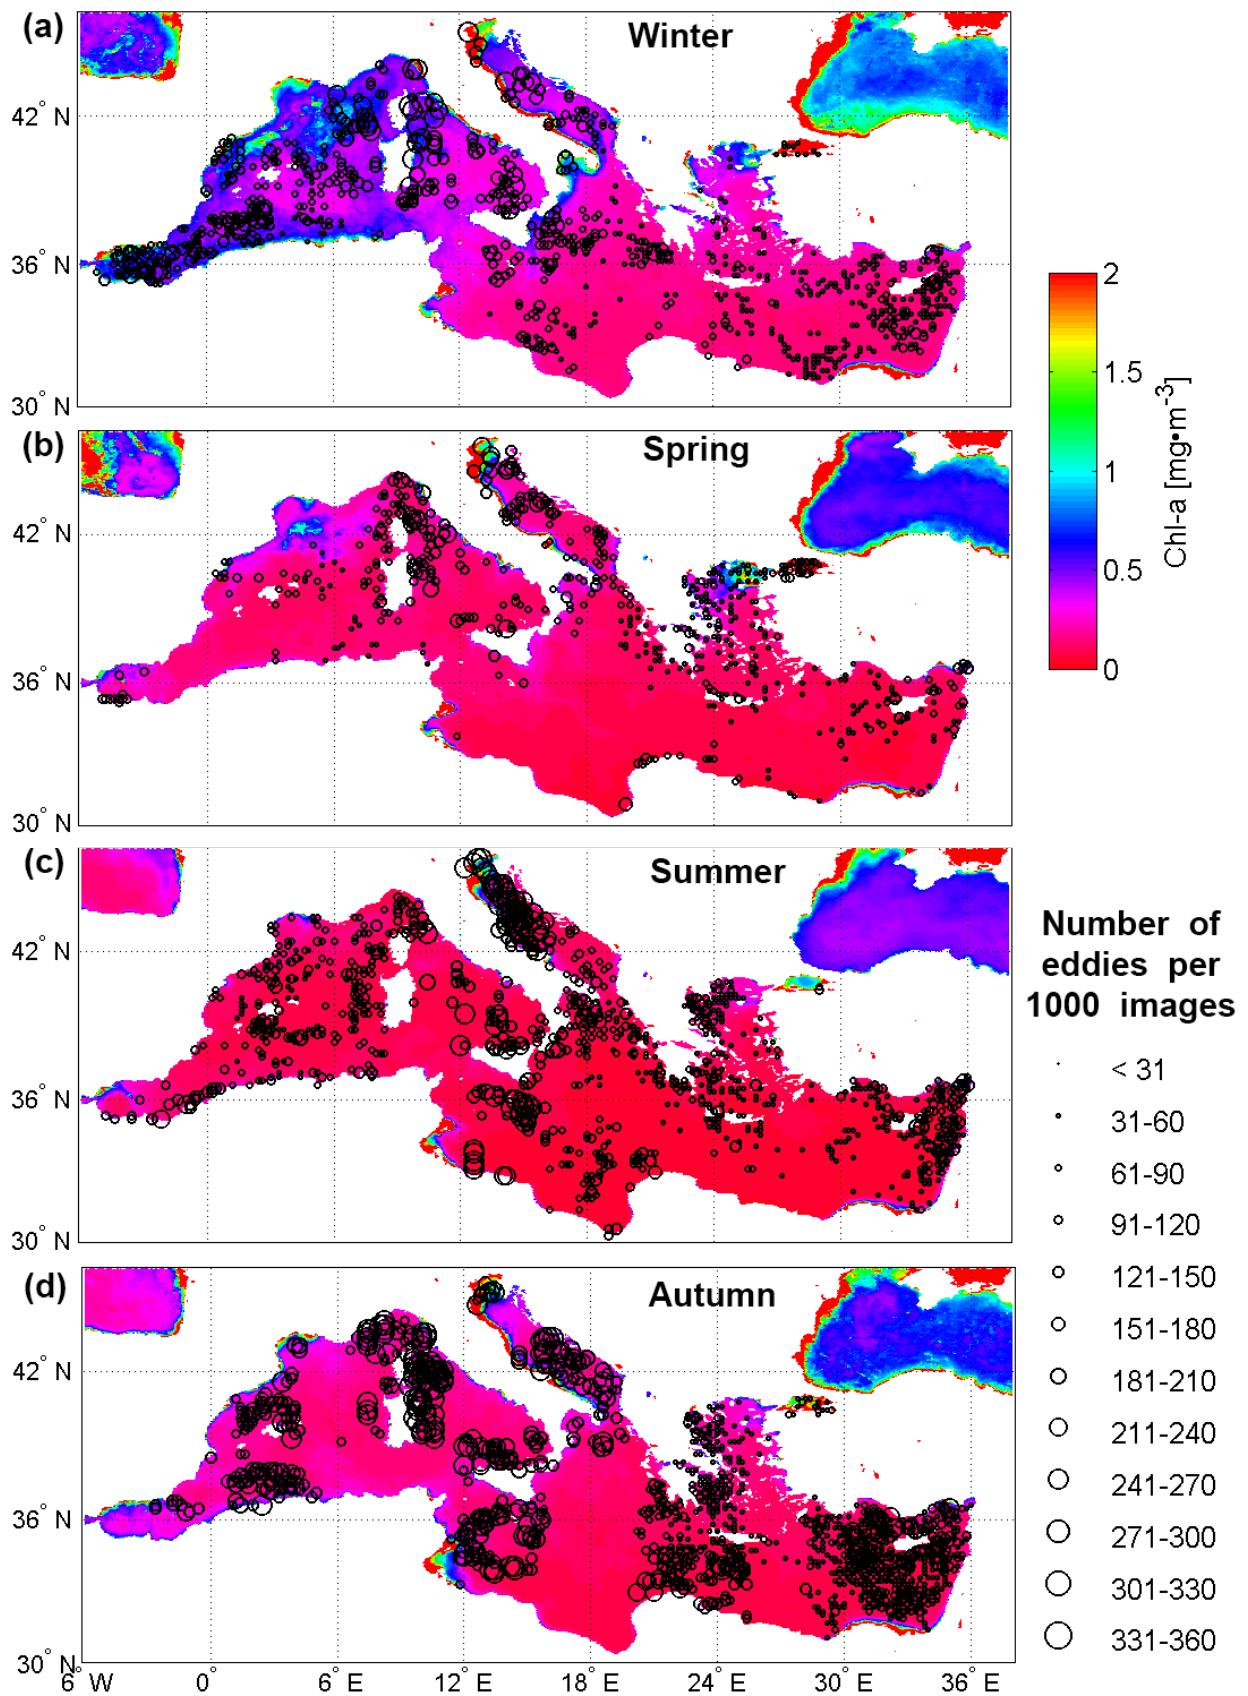 (a)
Winter
42° N
36° N
30° N
(b)
Spring
42° N
36° N
30° N
(c)
Summer
42° N
36° N
30° N
(d)
Autumn
42° N
36° N
30° N
6° W
0°
6° E
12° E
18° E
24° E
30° E
36° E
2
1.5
1
0.5
0
Chl-a [mg•m⁻³]
Number of
eddies per
1000 images
< 31
31-60
61-90
91-120
121-150
151-180
181-210
211-240
241-270
271-300
301-330
331-360